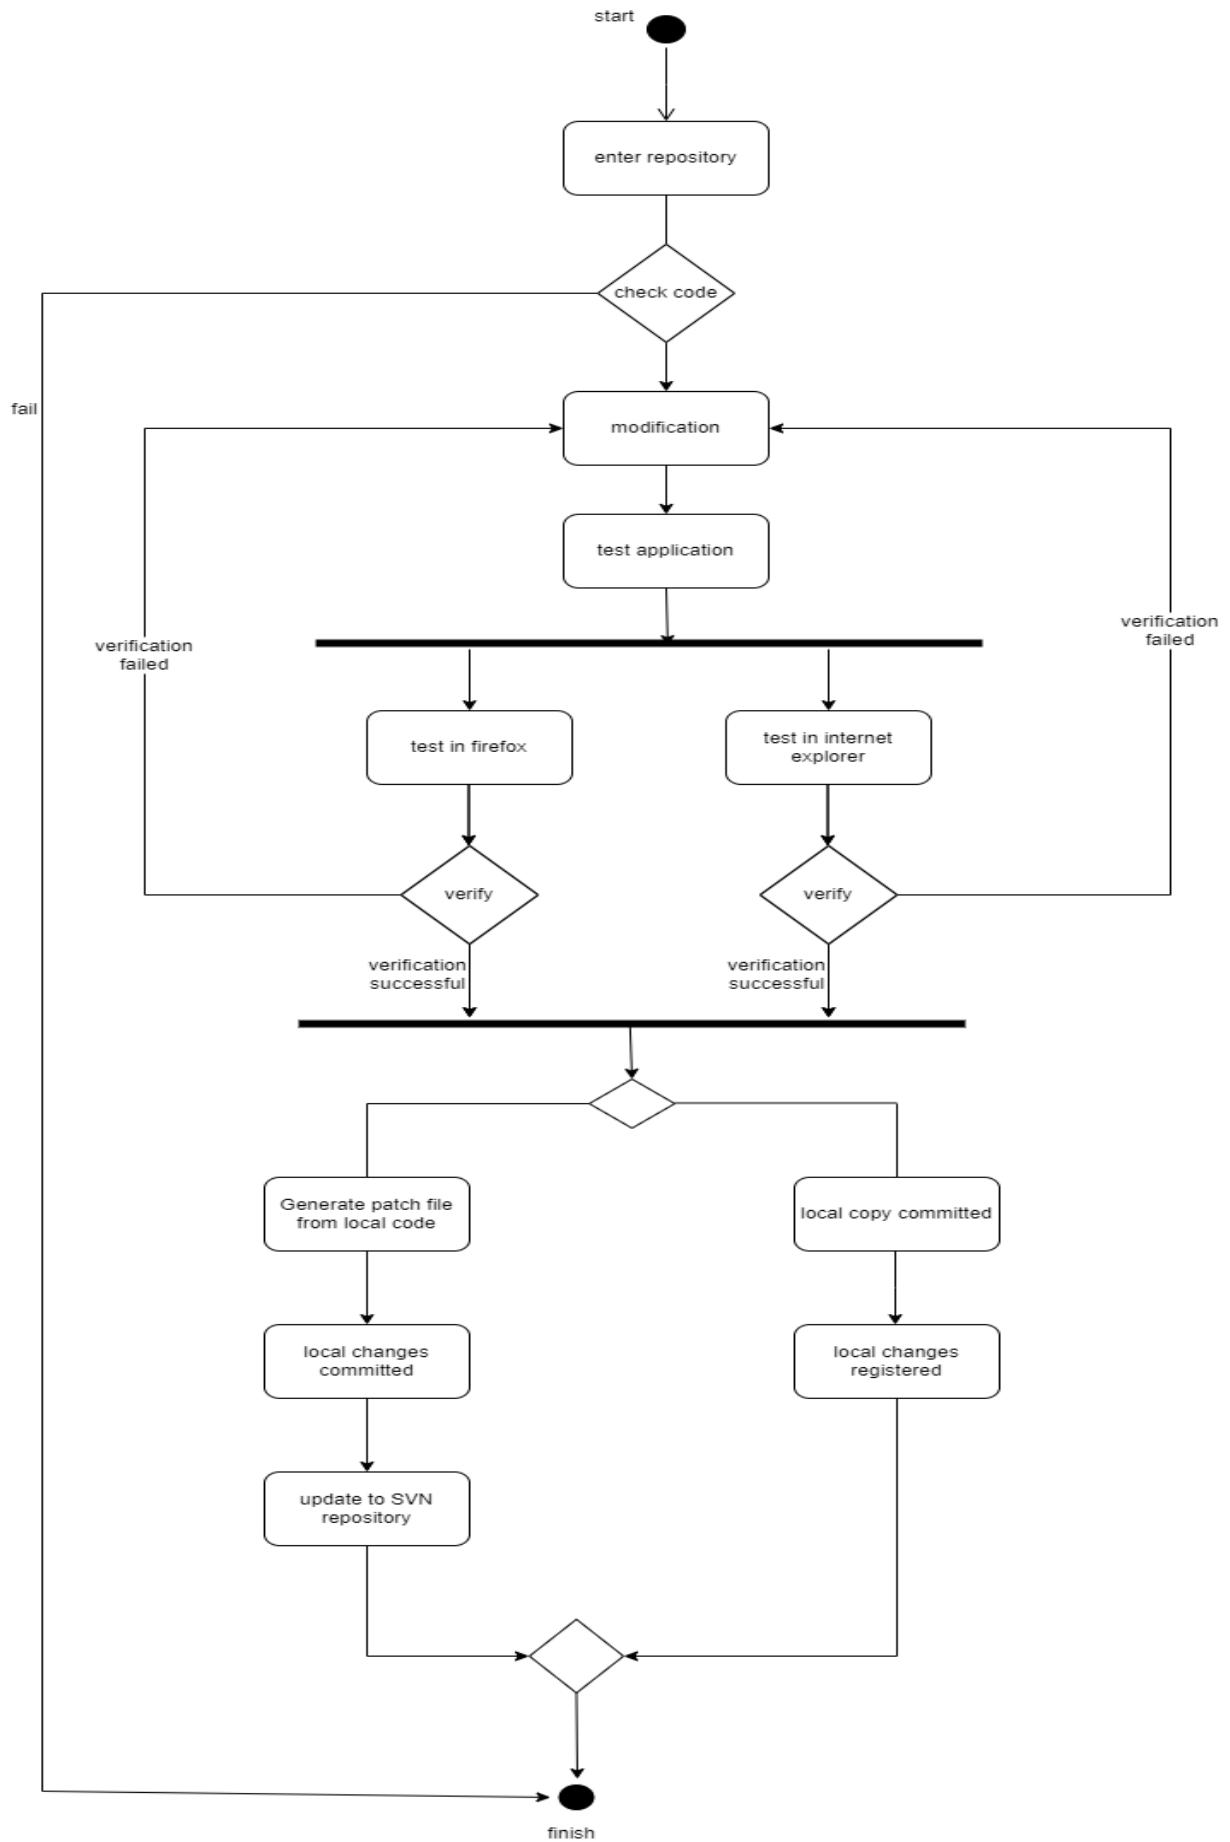 start
enter repository
check code
fail
modification
test application
verification
failed
verification
failed
test in firefox
test in internet
explorer
verify
verify
verification
successful
verification
successful
Generate patch file
from local code
local copy committed
local changes
committed
local changes
registered
update to SVN
repository
finish